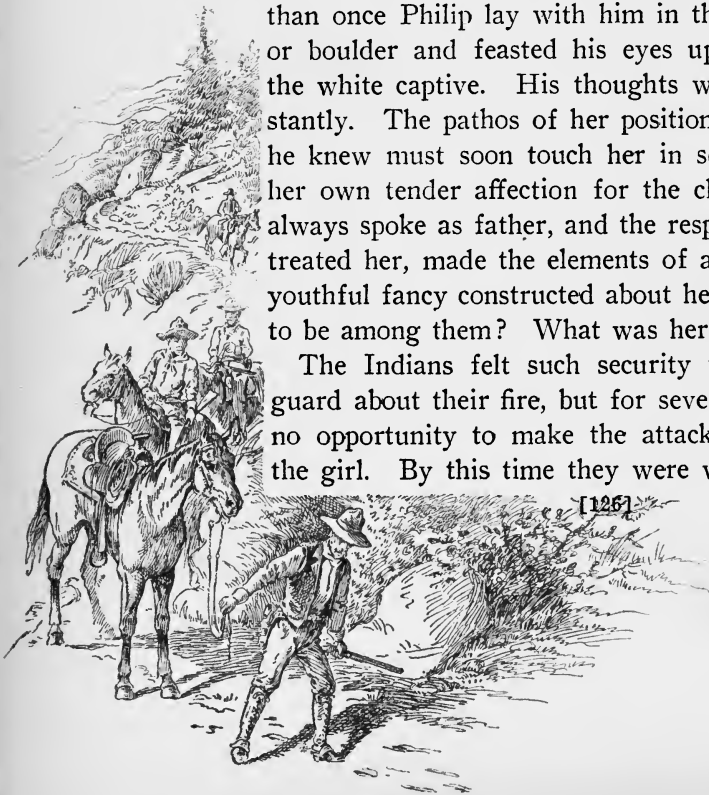 than once Philip lay with him in th
or boulder and feasted his eyes up
the white captive. His thoughts w
stantly. The pathos of her position
he knew must soon touch her in s
her own tender affection for the cl
always spoke as father, and the resp
treated her, made the elements of a
youthful fancy constructed about he
to be among them? What was her
The Indians felt such security
guard about their fire, but for seve
no opportunity to make the attack
the girl. By this time they were w
[126]